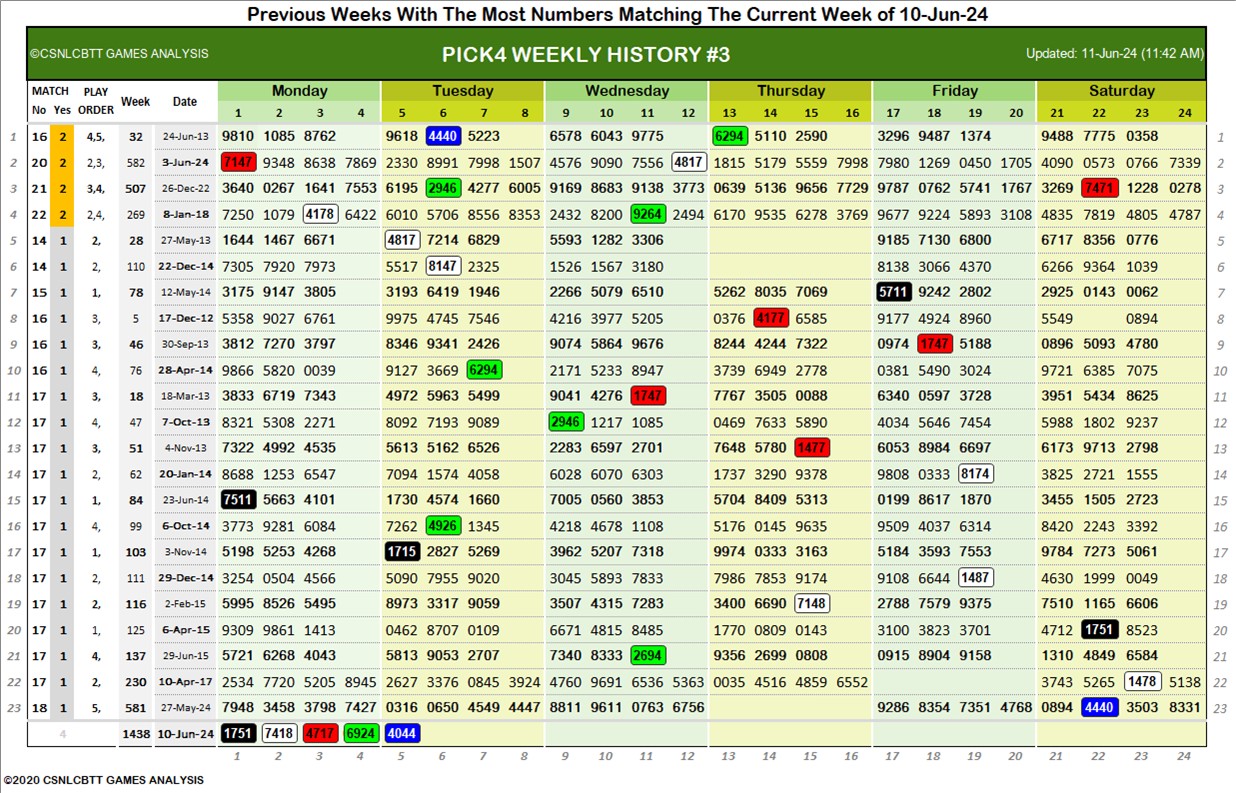 Previous Weeks With The Most Numbers Matching The Current Week of 10-Jun-24
©CSNLCBTT GAMES ANALYSIS PICK4 WEEKLY HISTORY #3 Updated: 11-Jun-24 (11:42 AM)
MATCH PLAY Week Date Monday Tuesday Wednesday Thursday Friday Saturday
No Yes ORDER 1 2 3 4 5 6 7 8 9 10 11 12 13 14 15 16 17 18 19 20 21 22 23 24
1 16 2 4,5, 32 24-Jun-13 9810 1085 8762 9618 4440 5223 6578 6043 9775 6294 5110 2590 3296 9487 1374 9488 7775 0358 1
2 20 2 2,3, 582 3-Jun-24 7147 9348 8638 7869 2330 8991 7998 1507 4576 9090 7556 4817 1815 5179 5559 7998 7980 1269 0450 1705 4090 0573 0766 7339 2
3 21 2 3,4, 507 26-Dec-22 3640 0267 1641 7553 6195 2946 4277 6005 9169 8683 9138 3773 0639 5136 9656 7729 9787 0762 5741 1767 3269 7471 1228 0278 3
4 22 2 2,4, 269 8-Jan-18 7250 1079 4178 6422 6010 5706 8556 8353 2432 8200 9264 2494 6170 9535 6278 3769 9677 9224 5893 3108 4835 7819 4805 4787 4
5 14 1 2, 28 27-May-13 1644 1467 6671 4817 7214 6829 5593 1282 3306 9185 7130 6800 6717 8356 0776 5
6 14 1 2, 110 22-Dec-14 7305 7920 7973 5517 8147 2325 1526 1567 3180 8138 3066 4370 6266 9364 1039 6
7 15 1 1, 78 12-May-14 3175 9147 3805 3193 6419 1946 2266 5079 6510 5262 8035 7069 5711 9242 2802 2925 0143 0062 7
8 16 1 3, 5 17-Dec-12 5358 9027 6761 9975 4745 7546 4216 3977 5205 0376 4177 6585 9177 4924 8960 5549 0894 8
9 16 1 3, 46 30-Sep-13 3812 7270 3797 8346 9341 2426 9074 5864 9676 8244 4244 7322 0974 1747 5188 0896 5093 4780 9
10 16 1 4, 76 28-Apr-14 9866 5820 0039 9127 3669 6294 2171 5233 8947 3739 6949 2778 0381 5490 3024 9721 6385 7075 10
11 17 1 3, 18 18-Mar-13 3833 6719 7343 4972 5963 5499 9041 4276 1747 7767 3505 0088 6340 0597 3728 3951 5434 8625 11
12 17 1 4, 47 7-Oct-13 8321 5308 2271 8092 7193 9089 2946 1217 1085 0469 7633 5890 4034 5646 7454 5988 1802 9237 12
13 17 1 3, 51 4-Nov-13 7322 4992 4535 5613 5162 6526 2283 6597 2701 7648 5780 1477 6053 8984 6697 6173 9713 2798 13
14 17 1 2, 62 20-Jan-14 8688 1253 6547 7094 1574 4058 6028 6070 6303 1737 3290 9378 9808 0333 8174 3825 2721 1555 14
15 17 1 1, 84 23-Jun-14 7511 5663 4101 1730 4574 1660 7005 0560 3853 5704 8409 5313 0199 8617 1870 3455 1505 2723 15
16 17 1 4, 99 6-Oct-14 3773 9281 6084 7262 4926 1345 4218 4678 1108 5176 0145 9635 9509 4037 6314 8420 2243 3392 16
17 17 1 1, 103 3-Nov-14 5198 5253 4268 1715 2827 5269 3962 5207 7318 9974 0333 3163 5184 3593 7553 9784 7273 5061 17
18 17 1 2, 111 29-Dec-14 3254 0504 4566 5090 7955 9020 3045 5893 7833 7986 7853 9174 9108 6644 1487 4630 1999 0049 18
19 17 1 2, 116 2-Feb-15 5995 8526 5495 8973 3317 9059 3507 4315 7283 3400 6690 7148 2788 7579 9375 7510 1165 6606 19
20 17 1 1, 125 6-Apr-15 9309 9861 1413 0462 8707 0109 6671 4815 8485 1770 0809 0143 3100 3823 3701 4712 1751 8523 20
21 17 1 4, 137 29-Jun-15 5721 6268 4043 5813 9053 2707 7340 8333 2694 9356 2699 0808 0915 8904 9158 1310 4849 6584 21
22 17 1 2, 230 10-Apr-17 2534 7720 5205 8945 2627 3376 0845 3924 4760 9691 6536 5363 0035 4516 4859 6552 3743 5265 1478 5138 22
23 18 1 5, 581 27-May-24 7948 3458 3798 7427 0316 0650 4549 4447 8811 9611 0763 6756 9286 8354 7351 4768 0894 4440 3503 8331 23
4 1438 10-Jun-24 1751 7418 4717 6924 4044
1 2 3 4 5 6 7 8 9 10 11 12 13 14 15 16 17 18 19 20 21 22 23 24
©2020 CSNLCBTT GAMES ANALYSIS